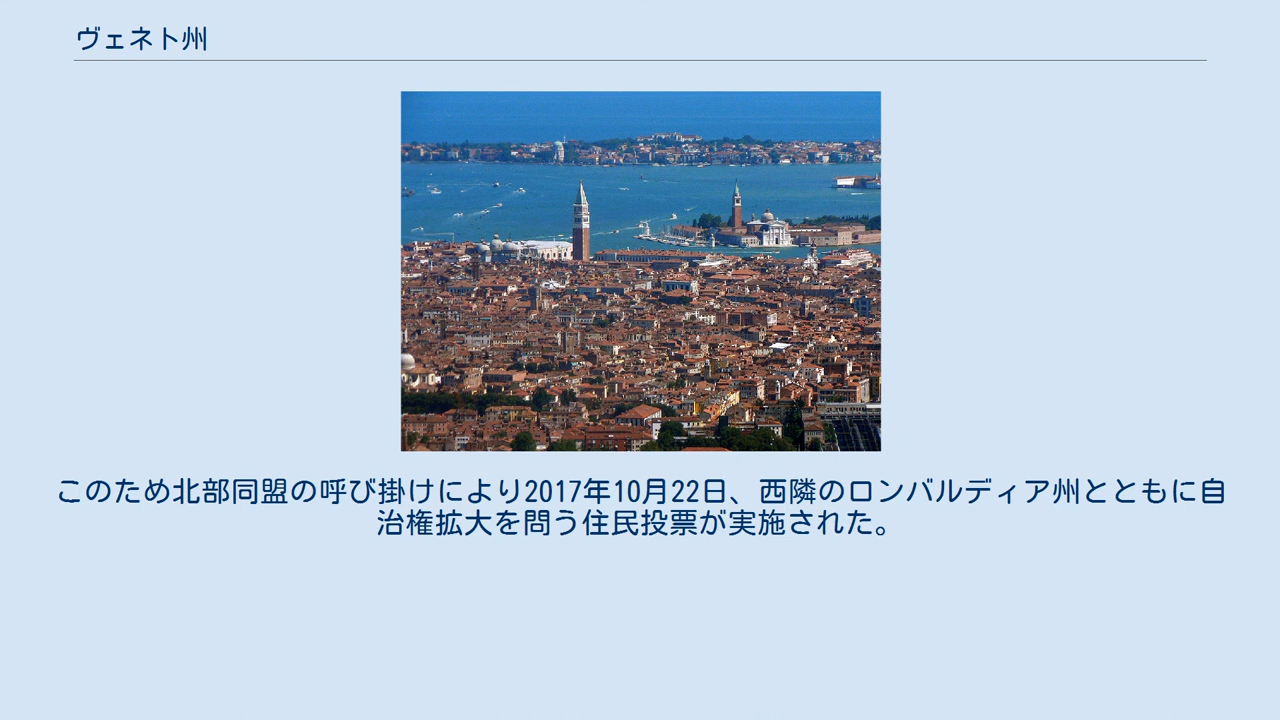 ヴェネト州
このため北部同盟の呼び掛けにより2017年10月22日、西隣のロンバルディア州とともに自
治権拡大を問う住民投票が実施された。